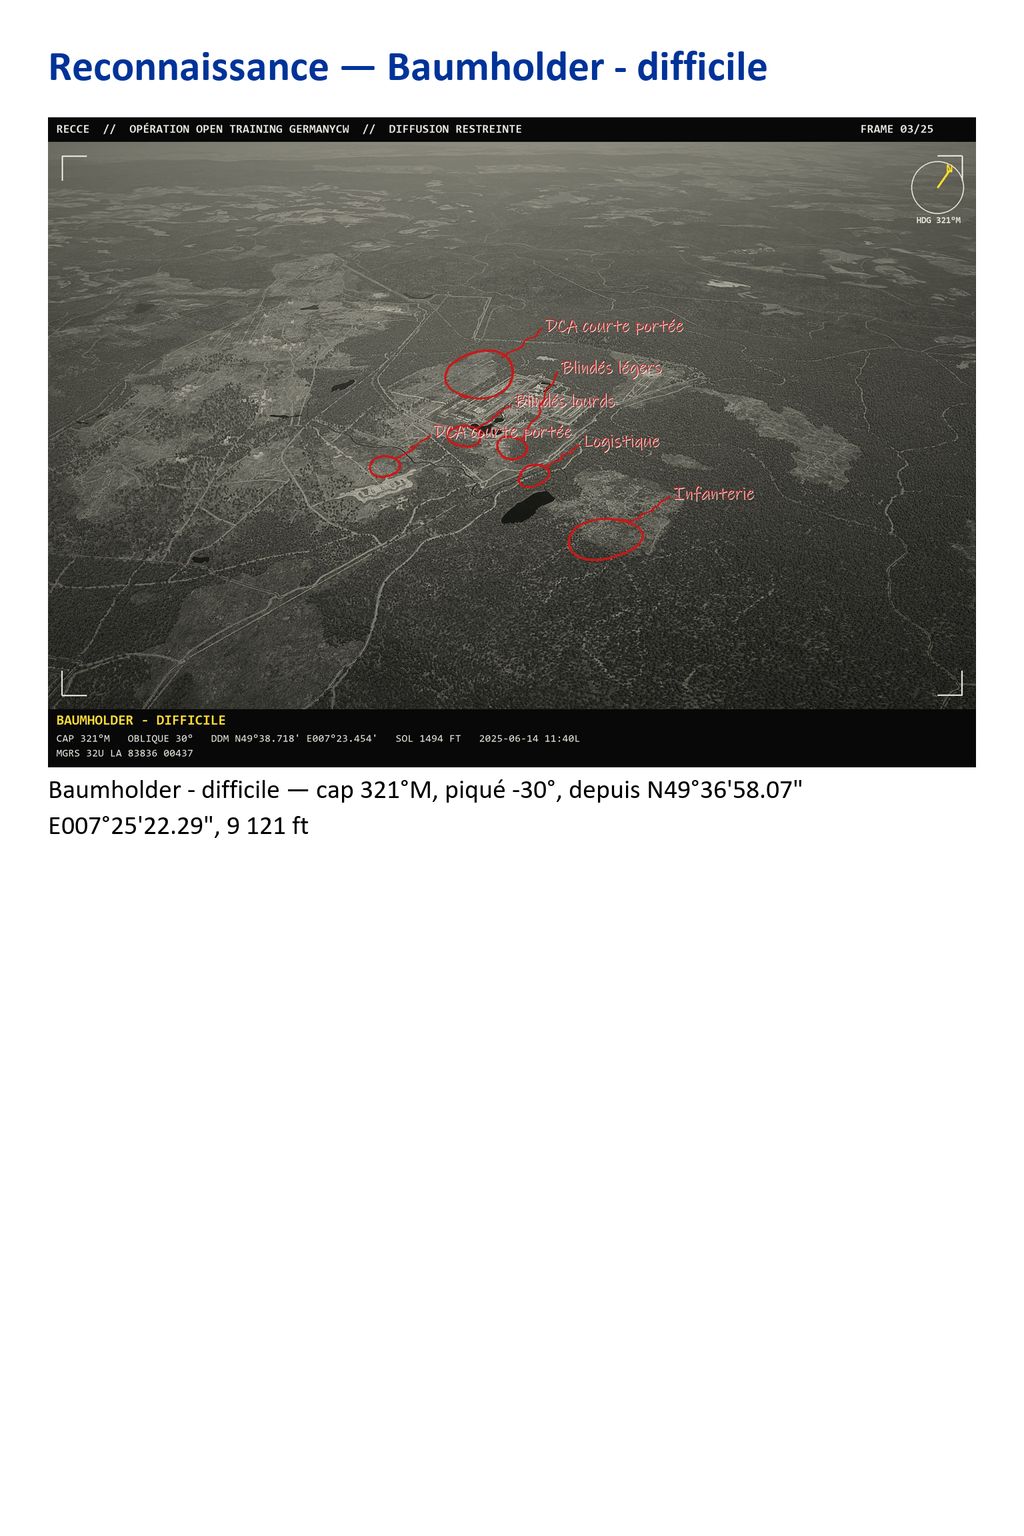 Reconnaissance — Baumholder - difficile
RECCE // OPÉRATION OPEN TRAINING GERMANYCW // DIFFUSION RESTREINTE FRAME 03/25
N
HDG 321°M
DCA courte portée
Blindés légers
Blindés lourds
DCA courte portée
Logistique
Infanterie
BAUMHOLDER - DIFFICILE
CAP 321°M OBLIQUE 30° DDM N49°38.718' E007°23.454' SOL 1494 FT 2025-06-14 11:40L
MGRS 32U LA 83836 00437
Baumholder - difficile — cap 321°M, piqué -30°, depuis N49°36'58.07"
E007°25'22.29", 9 121 ft